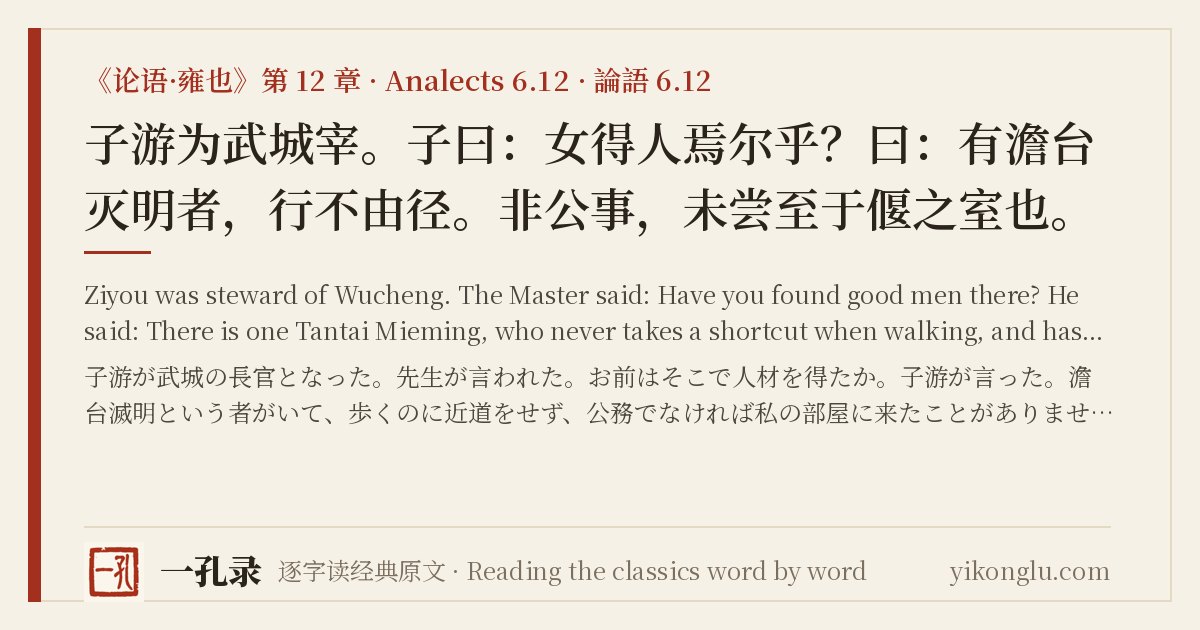 《论语·雍也》第 12 章 · Analects 6.12 · 論語 6.12
子游为武城宰。子曰：女得人焉尔乎？曰：有澹台
灭明者，行不由径。非公事，未尝至于偃之室也。
Ziyou was steward of Wucheng. The Master said: Have you found good men there? He
said: There is one Tantai Mieming, who never takes a shortcut when walking, and has...
子游が武城の長官となった。先生が言われた。お前はそこで人材を得たか。子游が言った。澹
台滅明という者がいて、歩くのに近道をせず、公務でなければ私の部屋に来たことがありませ…
一孔
一孔录 逐字读经典原文 · Reading the classics word by word yikonglu.com